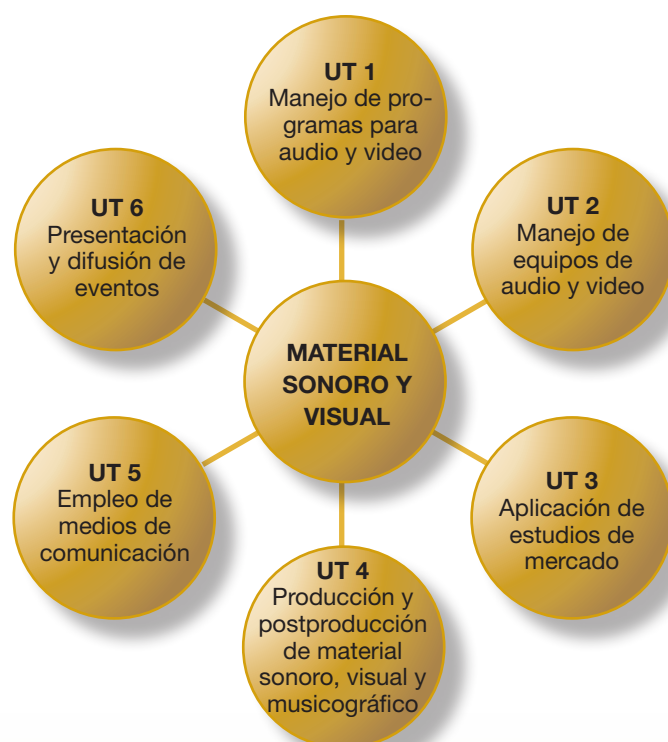 UT 1
Manejo de pro-
gramas para
audio y video
UT 2
Manejo de
equipos de
audio y video
UT 3
Aplicación de
estudios de
mercado
UT 4
Producción y
postproducción
de material
sonoro, visual y
musicográfico
UT 5
Empleo de
medios de
comunicación
UT 6
Presentación
y difusión de
eventos
MATERIAL
SONORO Y
VISUAL